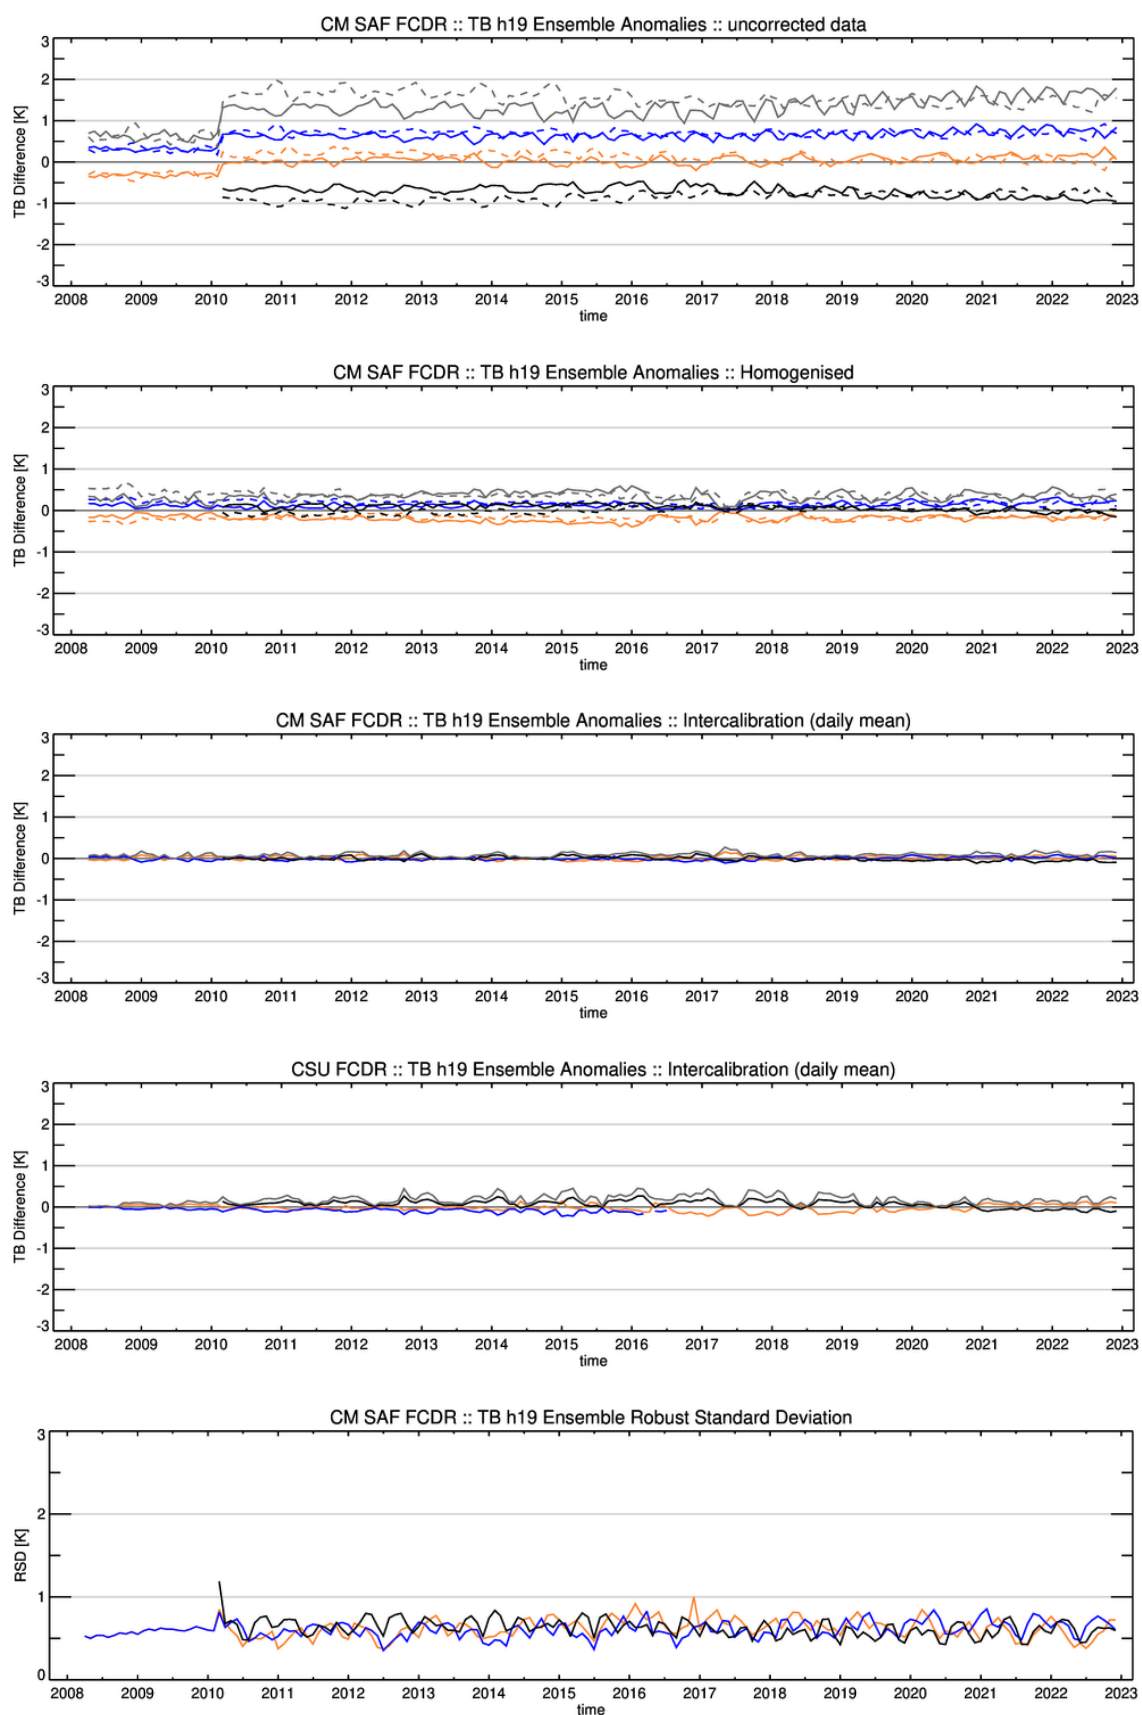 CM SAF FCDR :: TB h19 Ensemble Anomalies :: uncorrected data
3
2
1
0
-1
-2
-3
TB Difference [K]
2008 2009 2010 2011 2012 2013 2014 2015 2016 2017 2018 2019 2020 2021 2022 2023
time
CM SAF FCDR :: TB h19 Ensemble Anomalies :: Homogenised
3
2
1
0
-1
-2
-3
TB Difference [K]
2008 2009 2010 2011 2012 2013 2014 2015 2016 2017 2018 2019 2020 2021 2022 2023
time
CM SAF FCDR :: TB h19 Ensemble Anomalies :: Intercalibration (daily mean)
3
2
1
0
-1
-2
-3
TB Difference [K]
2008 2009 2010 2011 2012 2013 2014 2015 2016 2017 2018 2019 2020 2021 2022 2023
time
CSU FCDR :: TB h19 Ensemble Anomalies :: Intercalibration (daily mean)
3
2
1
0
-1
-2
-3
TB Difference [K]
2008 2009 2010 2011 2012 2013 2014 2015 2016 2017 2018 2019 2020 2021 2022 2023
time
CM SAF FCDR :: TB h19 Ensemble Robust Standard Deviation
3
2
1
0
RSD [K]
2008 2009 2010 2011 2012 2013 2014 2015 2016 2017 2018 2019 2020 2021 2022 2023
time